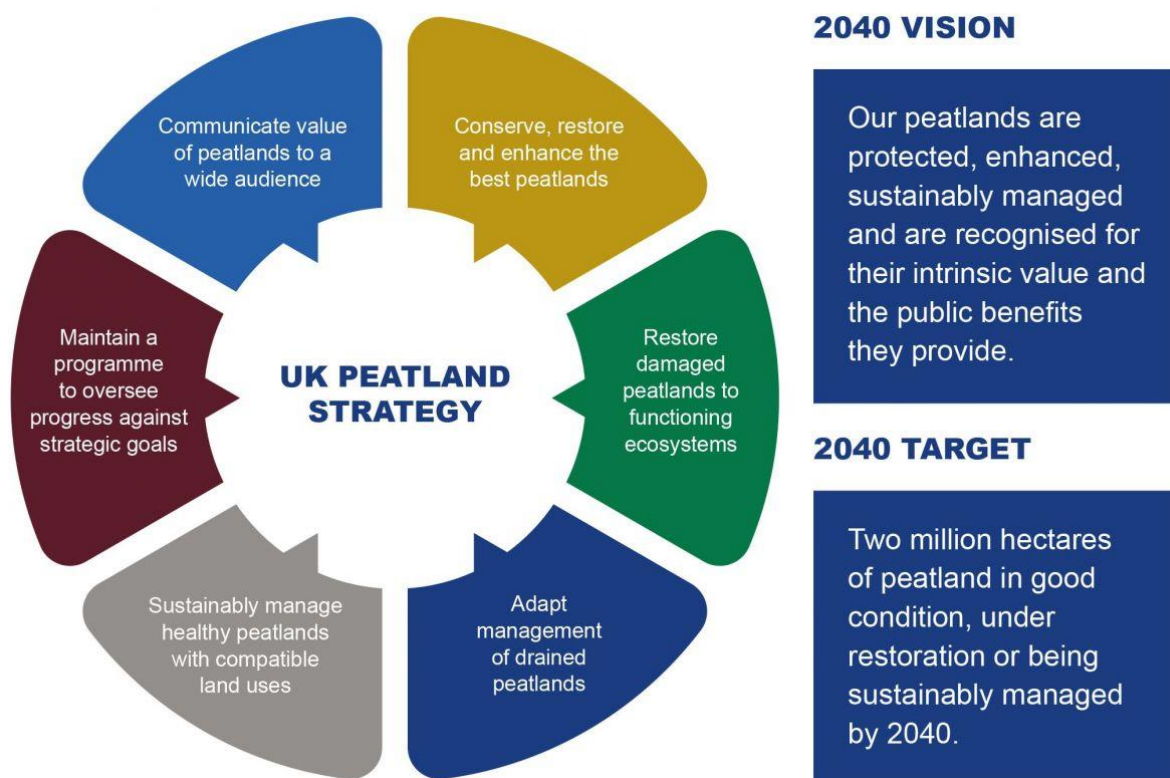 UK PEATLAND
STRATEGY
Conserve, restore
and enhance the
best peatlands
Restore
damaged
peatlands to
functioning
ecosystems
Adapt
management
of drained
peatlands
Sustainably manage
healthy peatlands
with compatible
land uses
Maintain a
programme
to oversee
progress against
strategic goals
Communicate value
of peatlands to a
wide audience
2040 VISION
Our peatlands are
protected, enhanced,
sustainably managed
and are recognised for
their intrinsic value and
the public benefits
they provide.
2040 TARGET
Two million hectares
of peatland in good
condition, under
restoration or being
sustainably managed
by 2040.